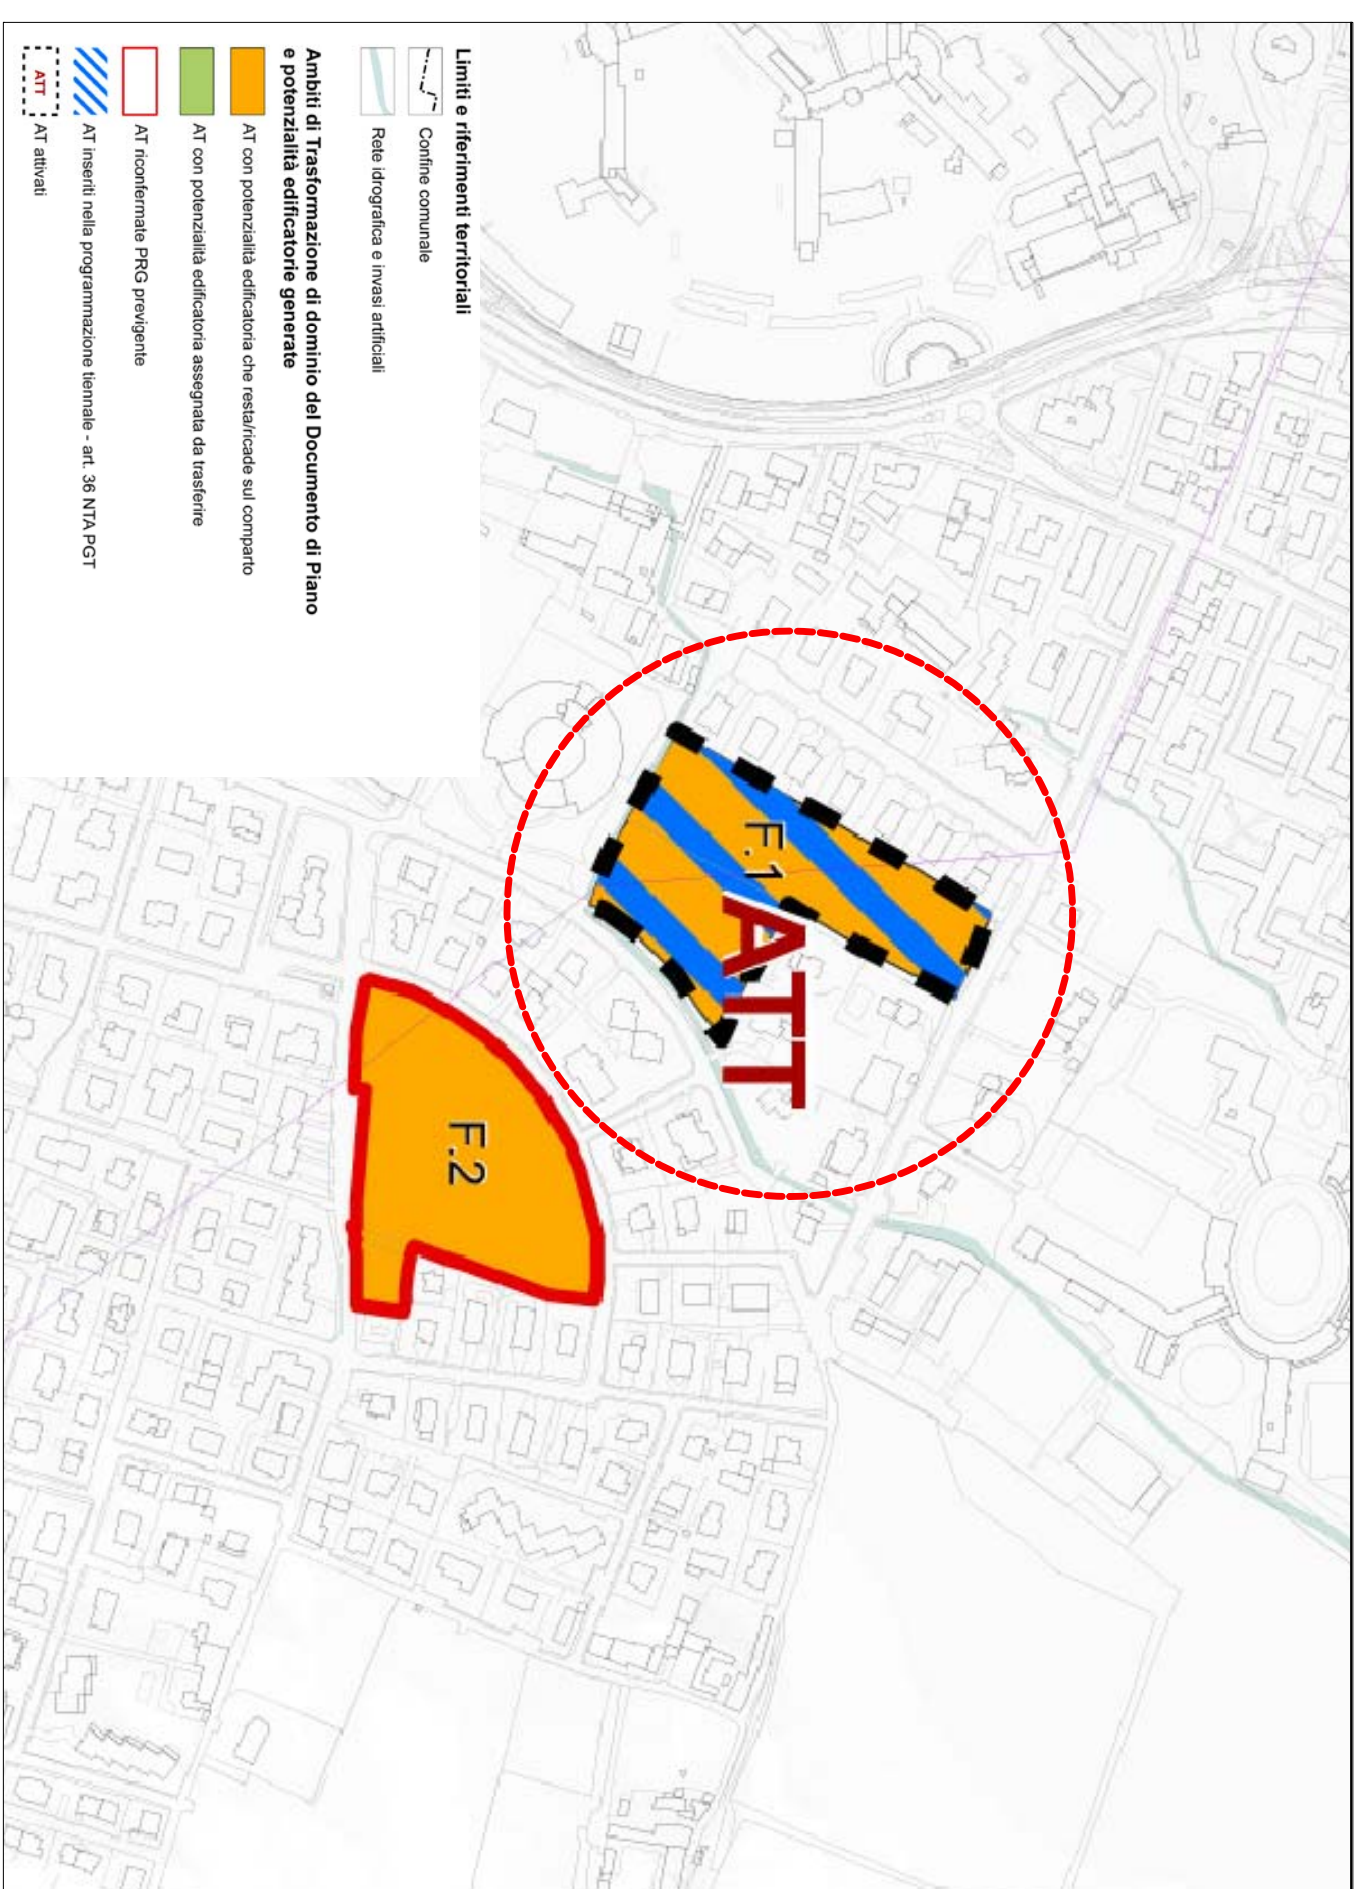 Limiti e riferimenti territoriali
Confine comunale
Rete idrografica e invasi artificiali
Ambiti di Trasformazione di dominio del Documento di Piano
e potenzialità edificatorie generate
AT con potenzialità edificatoria che resta/ricade sul comparto
AT con potenzialità edificatoria assegnata da trasferire
AT riconfermate PRG previgente
AT inseriti nella programmazione tiennale - art. 36 NTA PGT
ATT
AT attivati
F.1
ATT
F.2